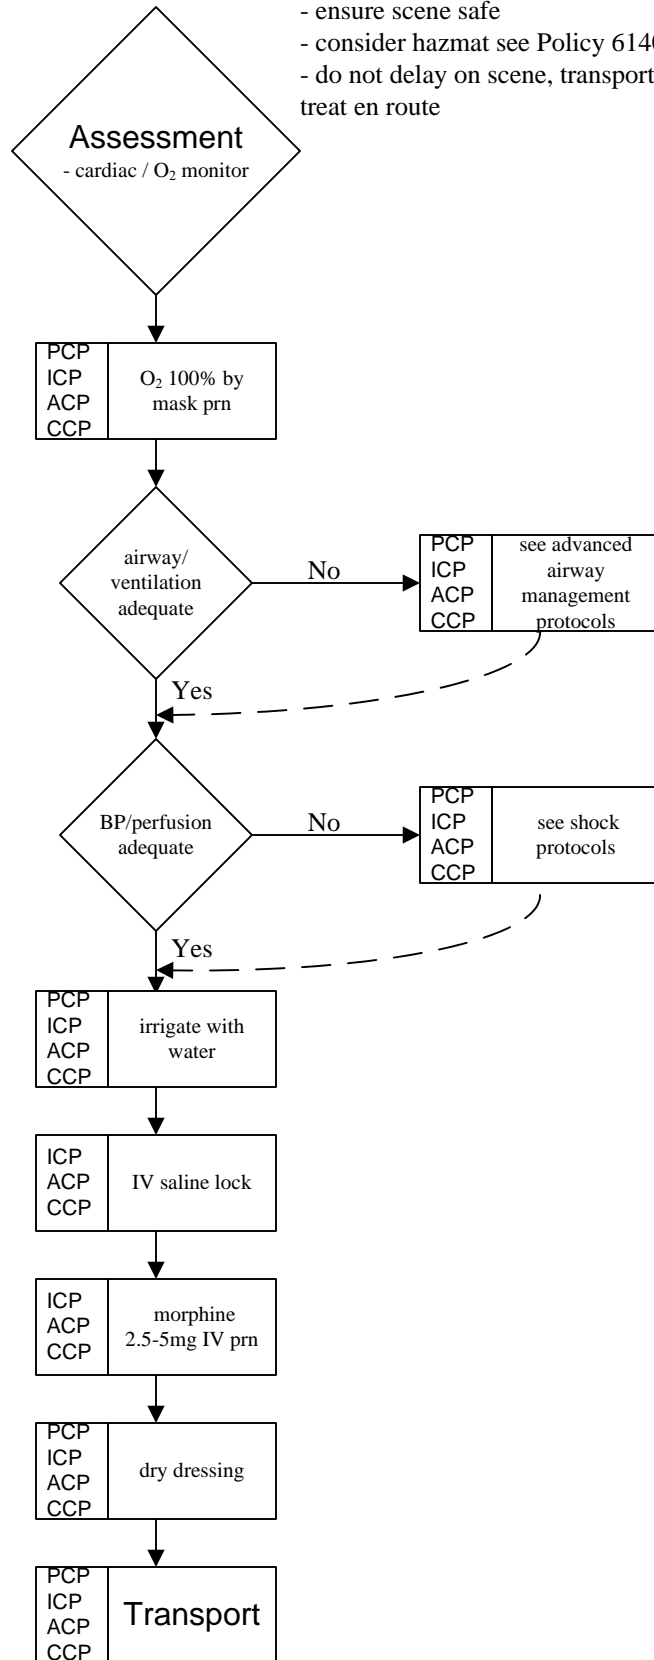 - ensure scene safe
- consider hazmat see Policy 6140
- do not delay on scene, transport
treat en route
Assessment
- cardiac / O₂ monitor
PCP
ICP
ACP
CCP
O₂ 100% by
mask prn
airway/
ventilation
adequate
No
PCP
ICP
ACP
CCP
see advanced
airway
management
protocols
Yes
BP/perfusion
adequate
No
PCP
ICP
ACP
CCP
see shock
protocols
Yes
PCP
ICP
ACP
CCP
irrigate with
water
ICP
ACP
CCP
IV saline lock
ICP
ACP
CCP
morphine
2.5-5mg IV prn
PCP
ICP
ACP
CCP
dry dressing
PCP
ICP
ACP
CCP
Transport